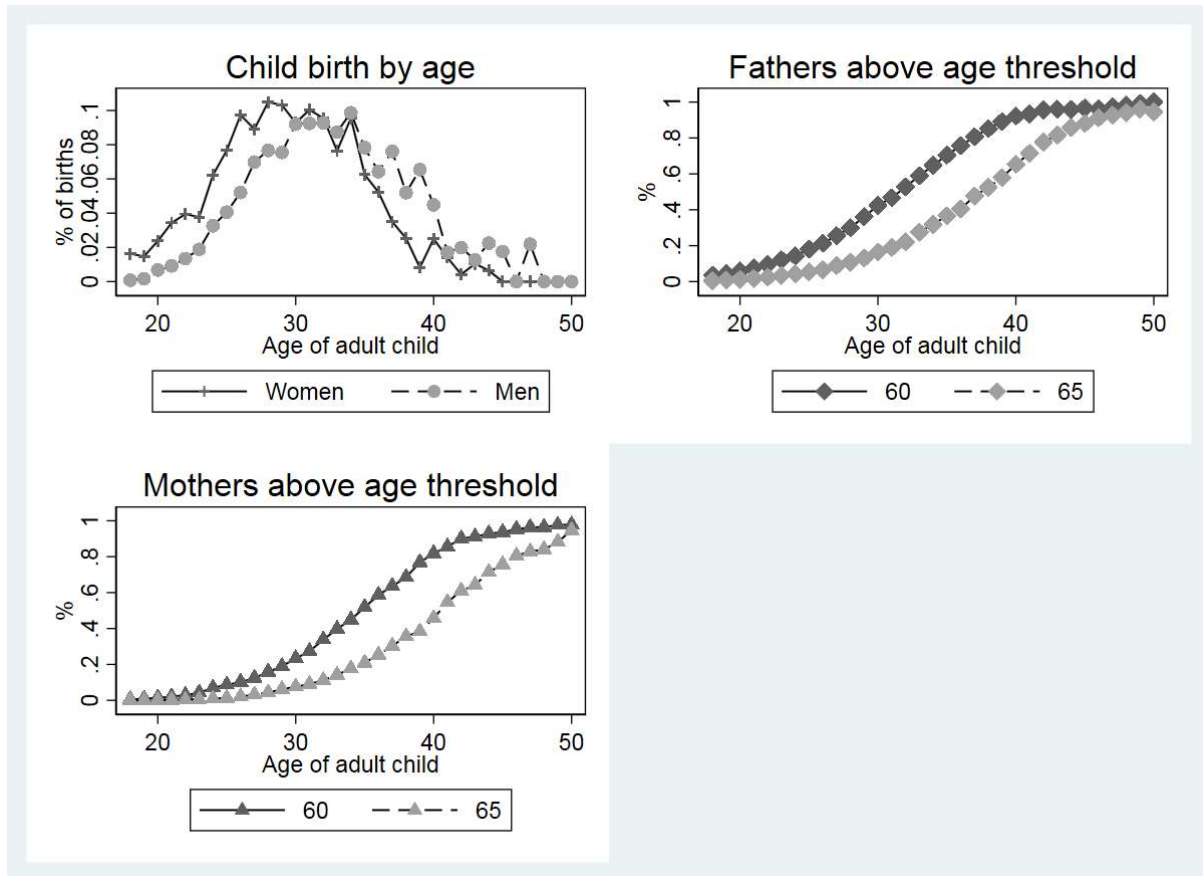 Child birth by age
% of births
0 .02 .04 .06 .08 .1
20 30 40 50
Age of adult child
Women Men
Fathers above age threshold
%
0 .2 .4 .6 .8 1
20 30 40 50
Age of adult child
60 65
Mothers above age threshold
%
0 .2 .4 .6 .8 1
20 30 40 50
Age of adult child
60 65